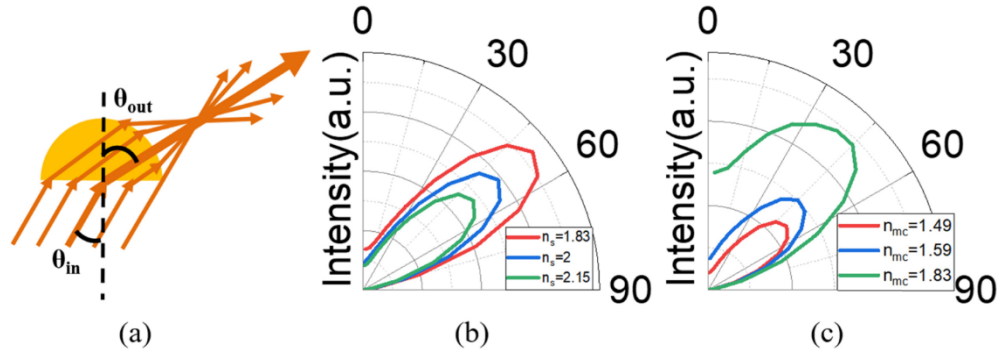 θout
θin
(a)
Intensity(a.u.)
0
30
60
90
ns=1.83
ns=2
ns=2.15
(b)
Intensity(a.u.)
0
30
60
90
nmc=1.49
nmc=1.59
nmc=1.83
(c)